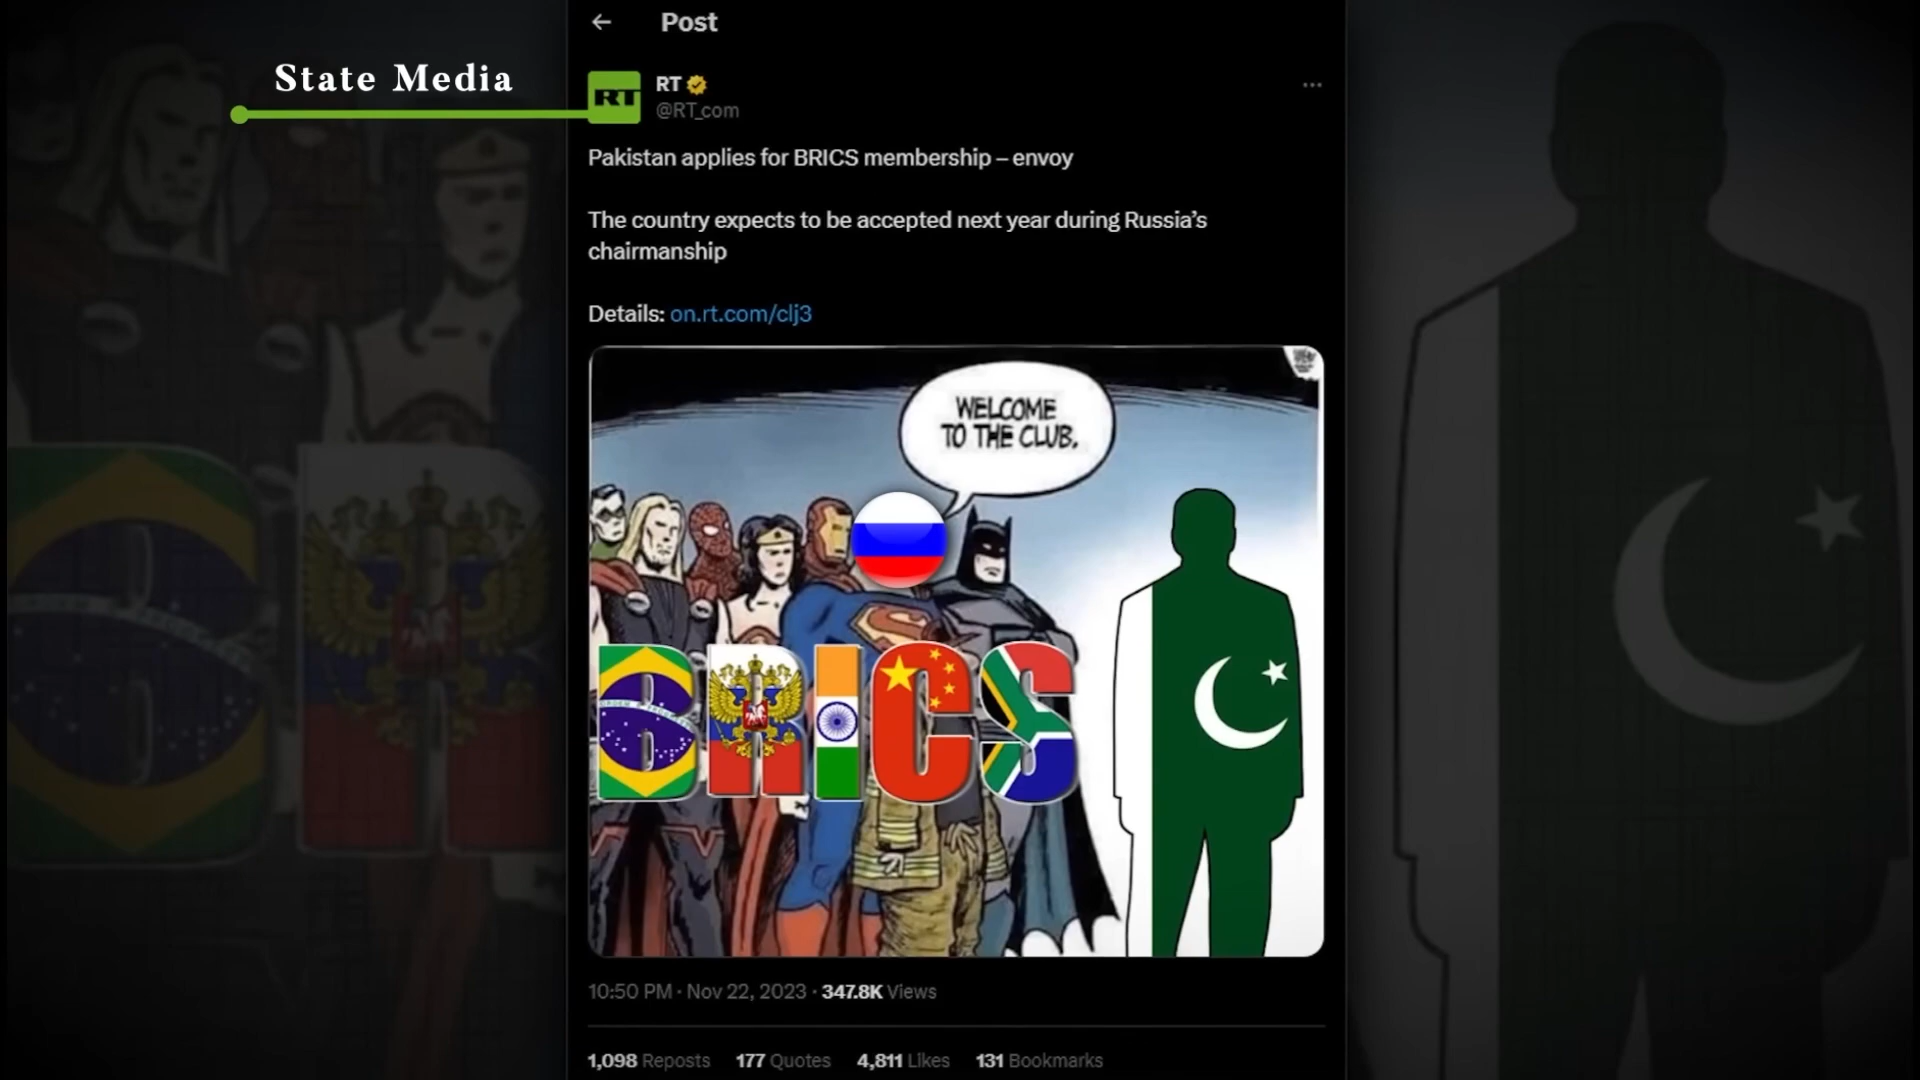 Post
State Media
RT
RT
@RT_com
Pakistan applies for BRICS membership – envoy
The country expects to be accepted next year during Russia's
chairmanship
Details: on.rt.com/clj3
WELCOME
TO THE CLUB.
BRICS
10:50 PM · Nov 22, 2023 · 347.8K Views
1,098 Reposts 177 Quotes 4,811 Likes 131 Bookmarks